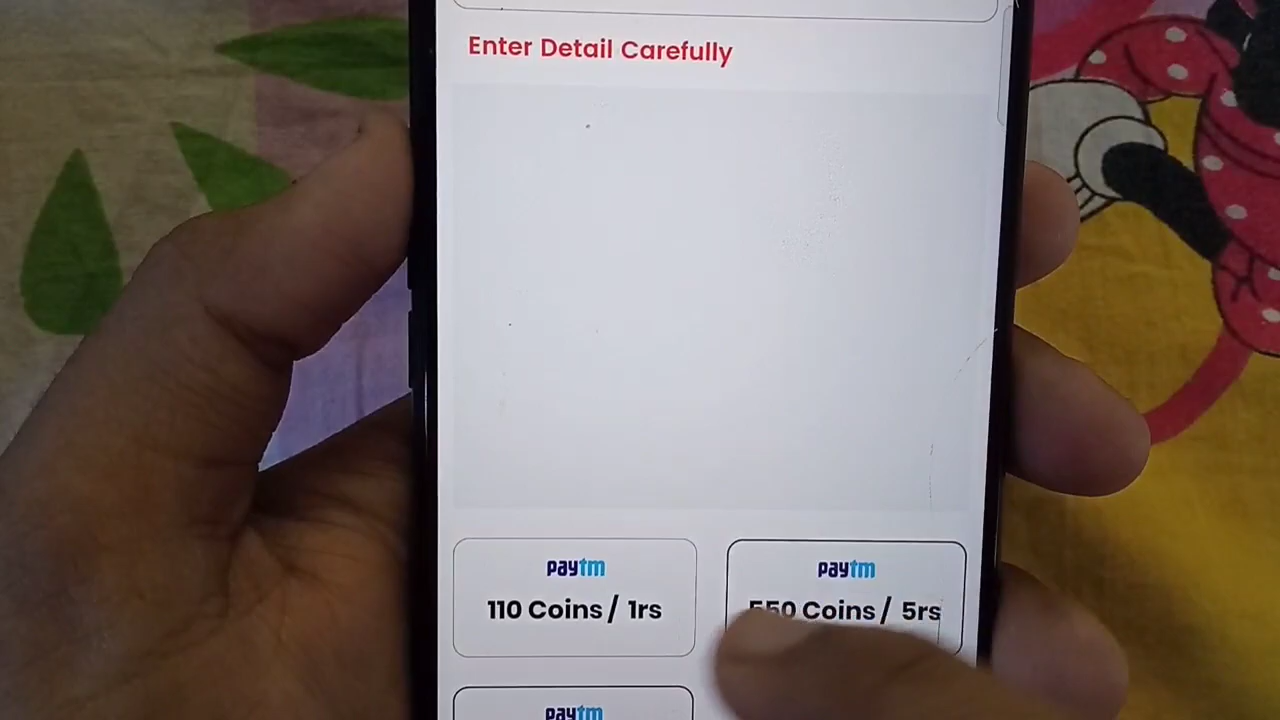 Enter Detail Carefully
paytm
110 Coins / 1rs
paytm
550 Coins / 5rs
paytm